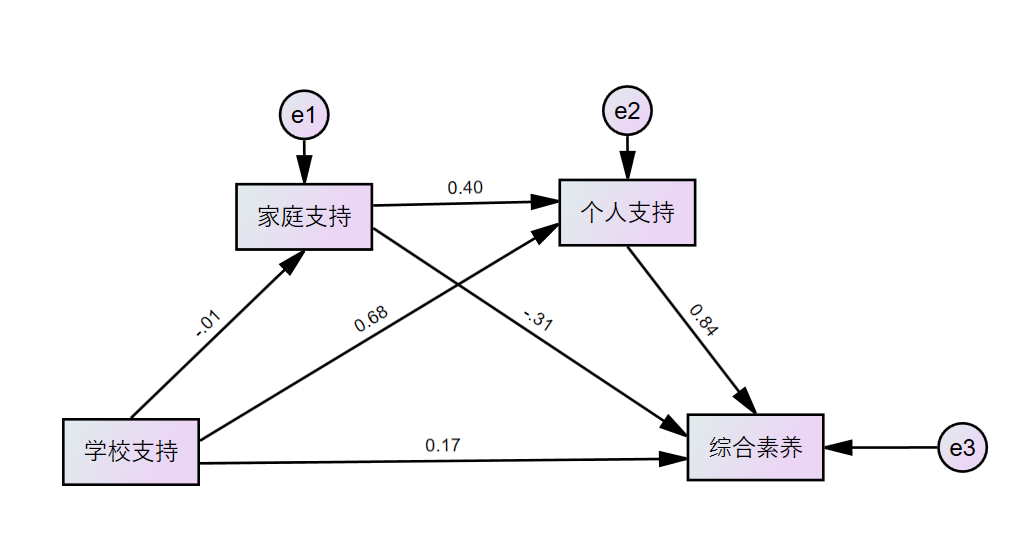 e1
e2
家庭支持
0.40
个人支持
-.01
0.68
-.31
0.84
学校支持
0.17
综合素养
e3